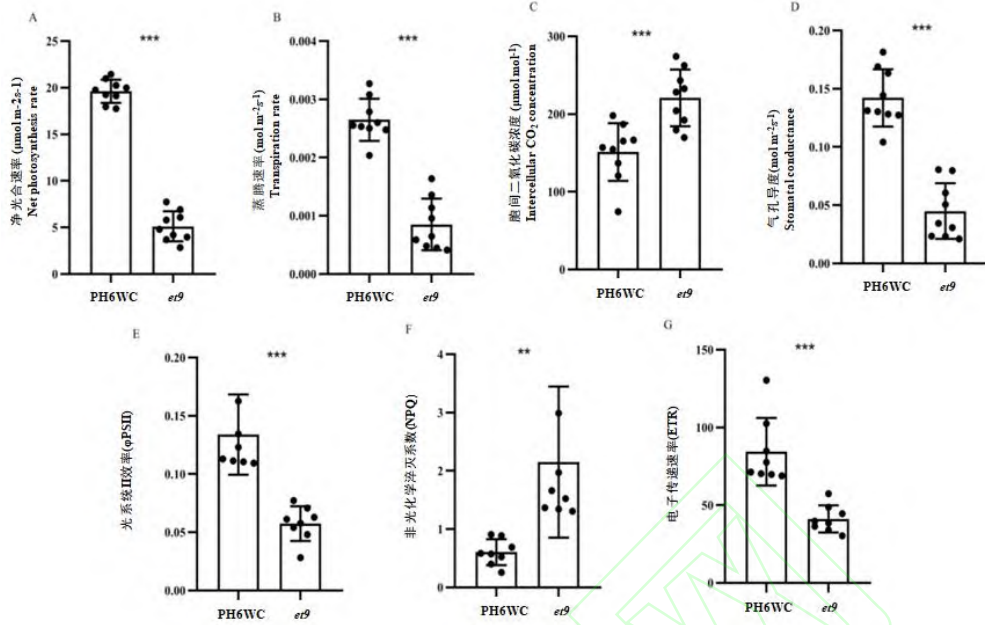 A
***
净光合速率 (μmol m-2s-1)
Net photosynthesis rate
25
20
15
10
5
0
PH6WC
et9
B
***
蒸腾速率 (mol m⁻²s⁻¹)
Transpiration rate
0.004
0.003
0.002
0.001
0.000
PH6WC
et9
C
***
胞间二氧化碳浓度 (μmol mol⁻¹)
Intercellular CO₂ concentration
300
200
100
0
PH6WC
et9
D
***
气孔导度(mol m⁻²s⁻¹)
Stomatal conductance
0.20
0.15
0.10
0.05
0.00
PH6WC
et9
E
***
光系统II效率(φPSII)
0.20
0.15
0.10
0.05
0.00
PH6WC
et9
F
**
非光化学淬灭系数(NPQ)
4
3
2
1
0
PH6WC
et9
G
***
电子传递速率(ETR)
150
100
50
0
PH6WC
et9